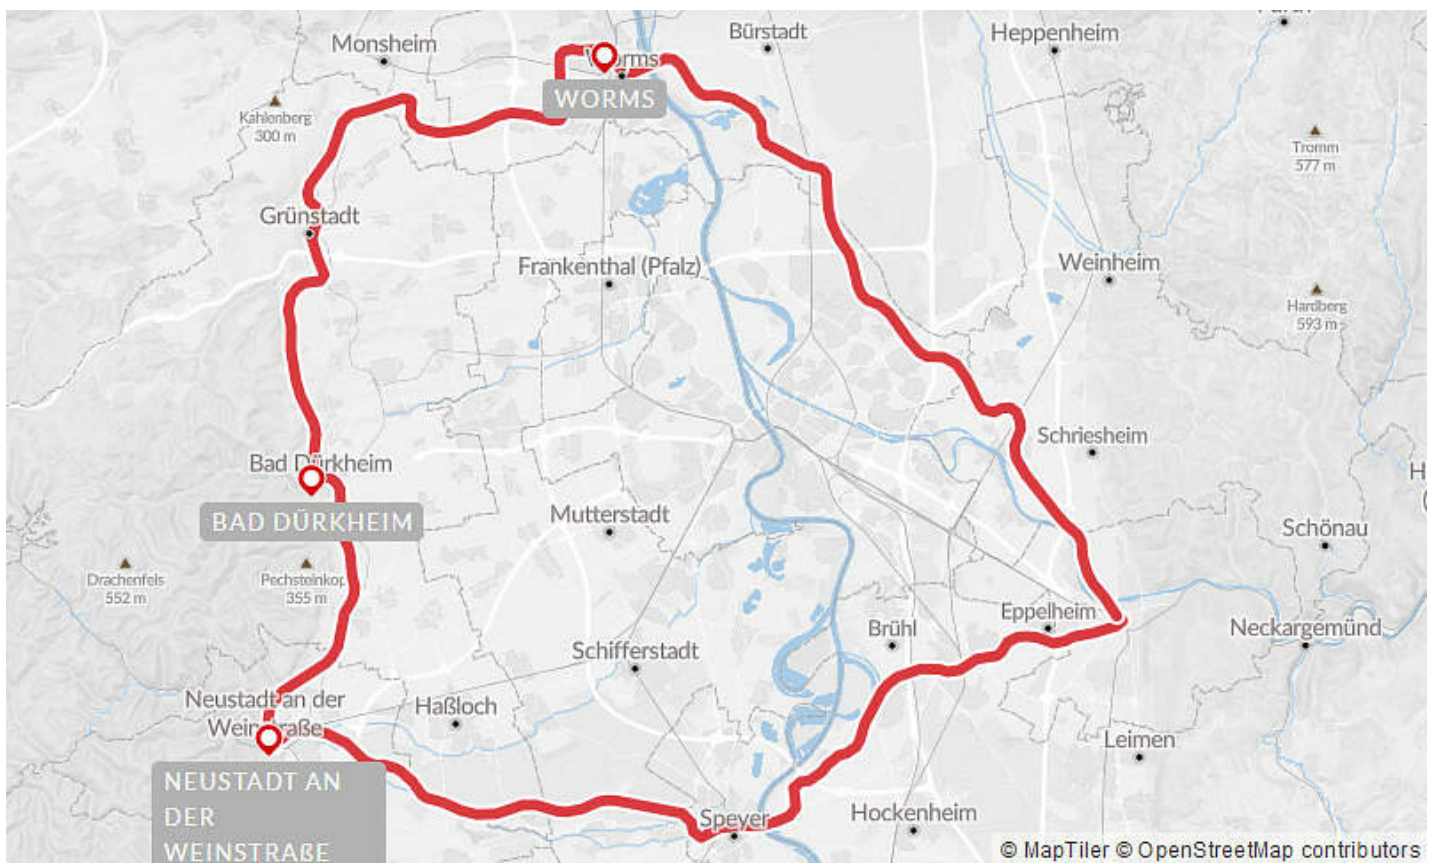 Monsheim
Bürstadt
Heppenheim
Worms
WORMS
Kahlenberg
300 m
Tromm
577 m
Grünstadt
Frankenthal (Pfalz)
Weinheim
Hardberg
593 m
Schriesheim
Bad Dürkheim
BAD DÜRKHEIM
Mutterstadt
Schönau
Drachenfels
552 m
Pechsteinkop
355 m
Eppelheim
Brühl
Neckargemünd
Schifferstadt
Neustadt an der
Weinstraße
Haßloch
Leimen
NEUSTADT AN
DER
WEINSTRAßE
Speyer
Hockenheim
© MapTiler © OpenStreetMap contributors